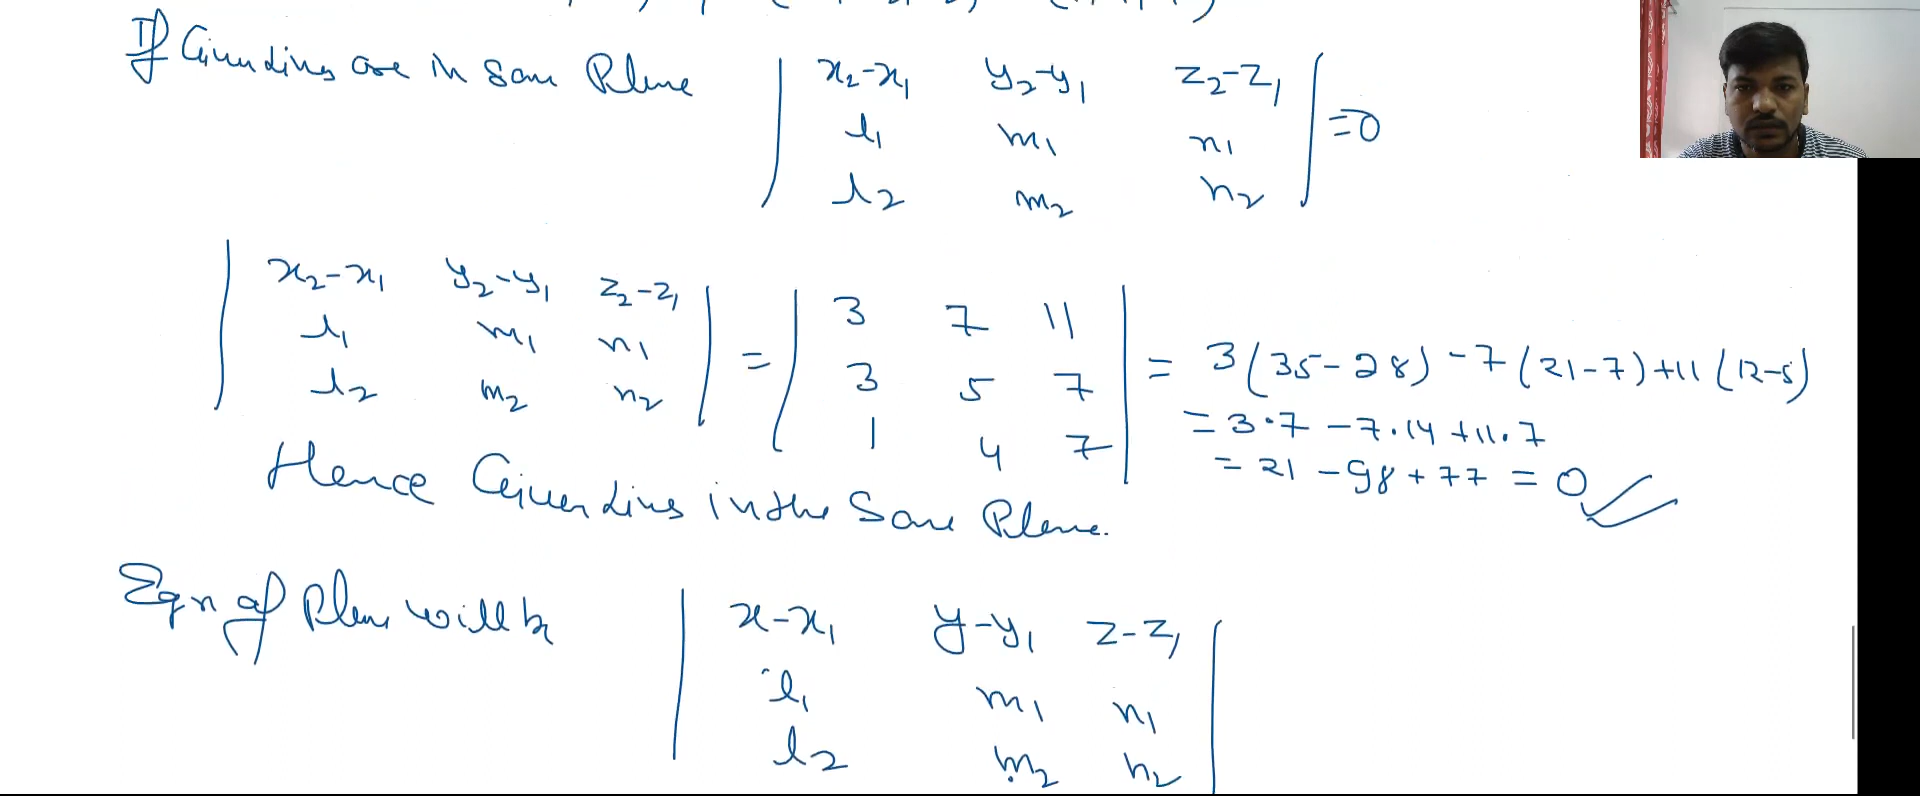 If Given Lines are in Same Plane | x₂-x₁ y₂-y₁ z₂-z₁ |
| l₁ m₁ n₁ | =0
| l₂ m₂ n₂ |
| x₂-x₁ y₂-y₁ z₂-z₁ | | 3 7 11 |
| l₁ m₁ n₁ | = | 3 5 7 | = 3(35-28) -7(21-7)+11(12-5)
| l₂ m₂ n₂ | | 1 4 7 | = 3·7 -7·14 +11·7
= 21 -98 + 77 = 0
Hence Given Lines in the Same Plane.
Eqn of Plane will be | x-x₁ y-y₁ z-z₁ |
| l₁ m₁ n₁ |
| l₂ m₂ n₂ |